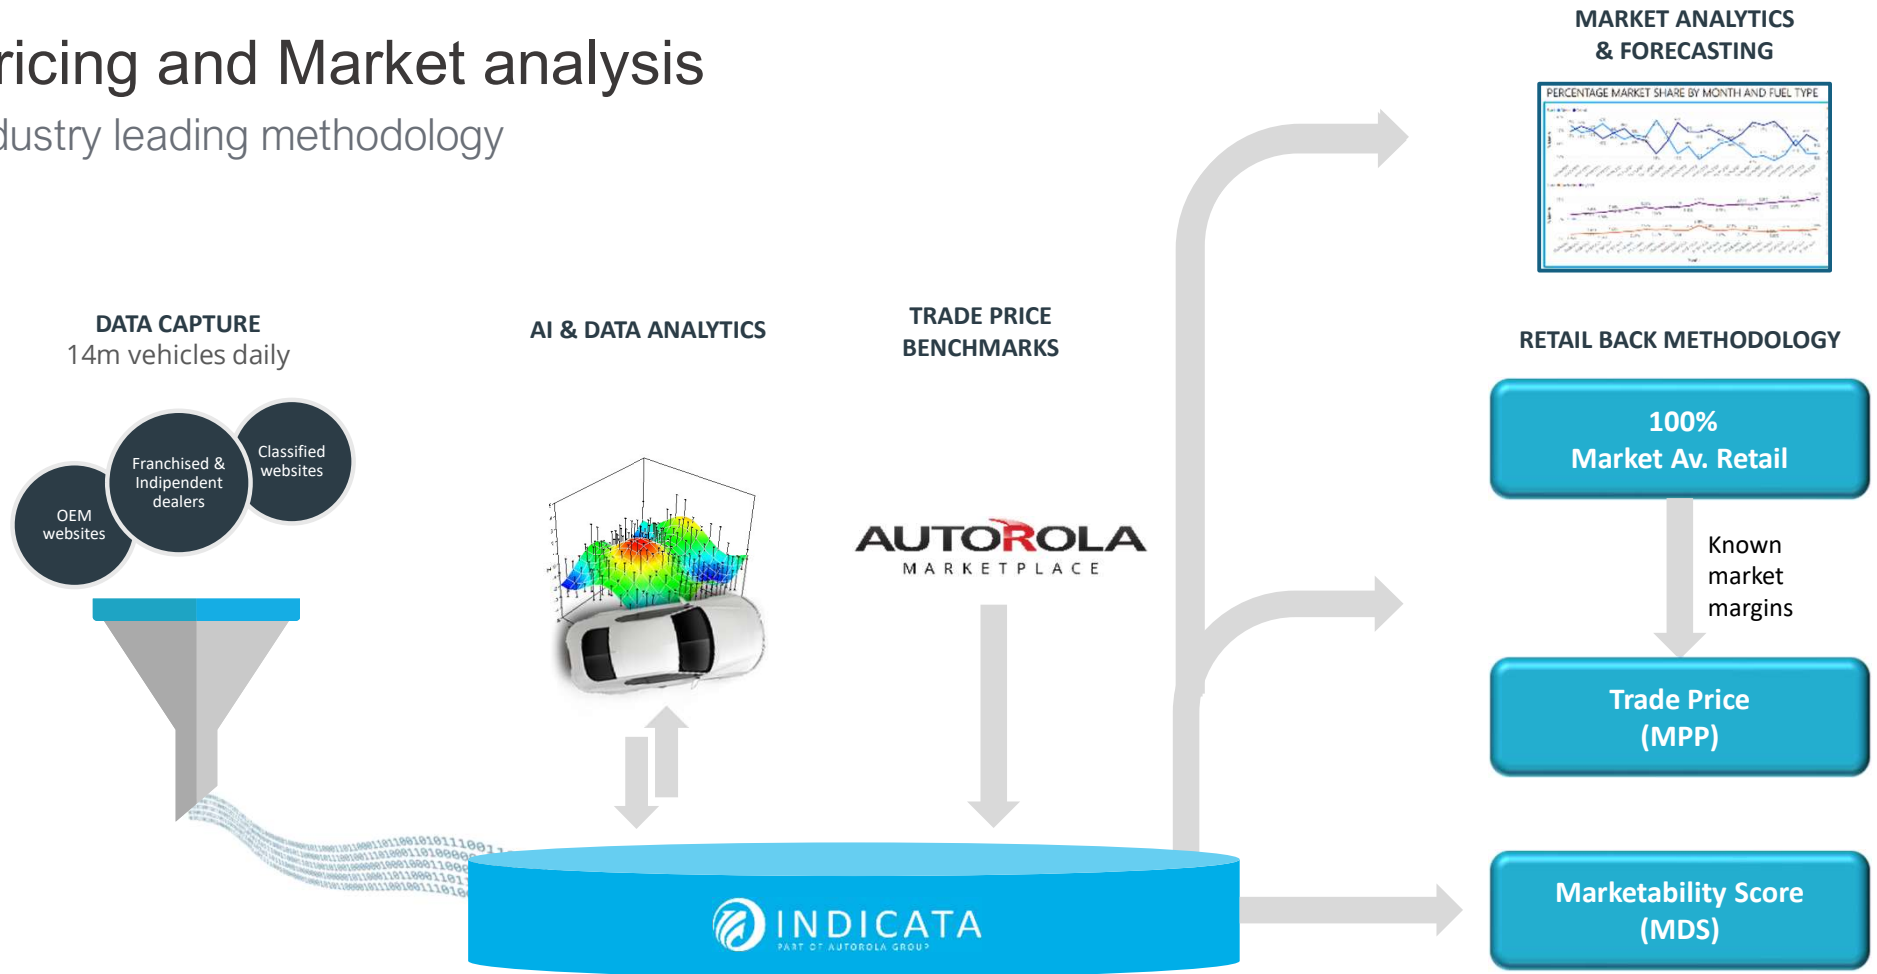 ricing and Market analysis
dustry leading methodology
MARKET ANALYTICS
& FORECASTING
PERCENTAGE MARKET SHARE BY MONTH AND FUEL TYPE
DATA CAPTURE
14m vehicles daily
OEM
websites
Franchised &
Indipendent
dealers
Classified
websites
AI & DATA ANALYTICS
TRADE PRICE
BENCHMARKS
AUTOROLA
MARKETPLACE
RETAIL BACK METHODOLOGY
100%
Market Av. Retail
Known
market
margins
Trade Price
(MPP)
Marketability Score
(MDS)
INDICATA
PART OF AUTOROLA GROUP